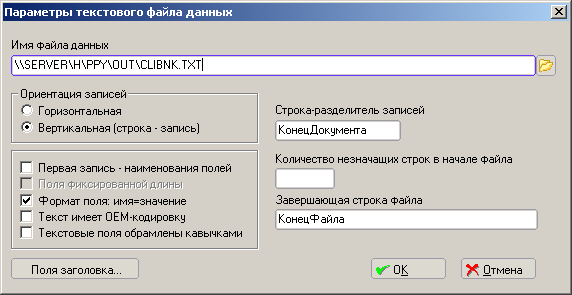 Параметры текстового файла данных
Имя файла данных
\\SERVER\H\PPY\OUT\CLIBNK.TXT
Ориентация записей
Горизонтальная
Вертикальная (строка - запись)
Строка-разделитель записей
КонецДокумента
Количество незначащих строк в начале файла
Первая запись - наименования полей
Поля фиксированной длины
Формат поля: имя=значение
Текст имеет OEM-кодировку
Текстовые поля обрамлены кавычками
Завершающая строка файла
КонецФайла
Поля заголовка...
OK
Отмена